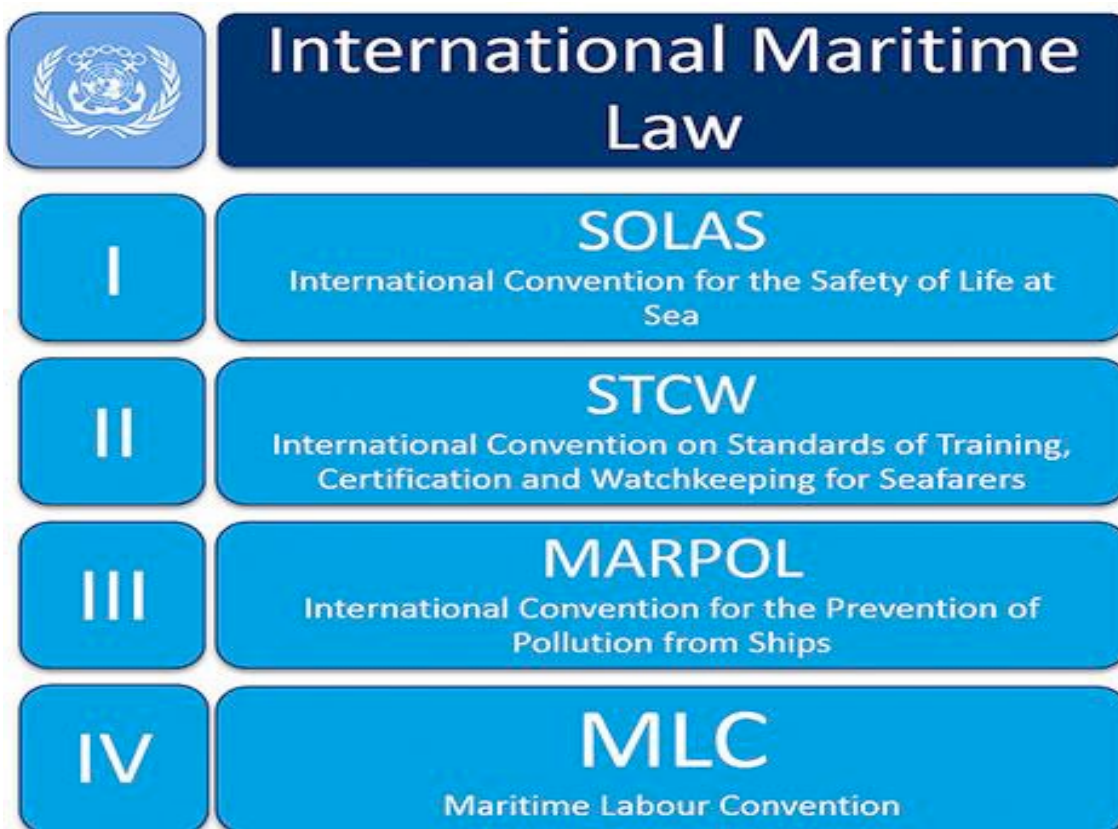 International Maritime
Law
I
SOLAS
International Convention for the Safety of Life at
Sea
II
STCW
International Convention on Standards of Training,
Certification and Watchkeeping for Seafarers
III
MARPOL
International Convention for the Prevention of
Pollution from Ships
IV
MLC
Maritime Labour Convention